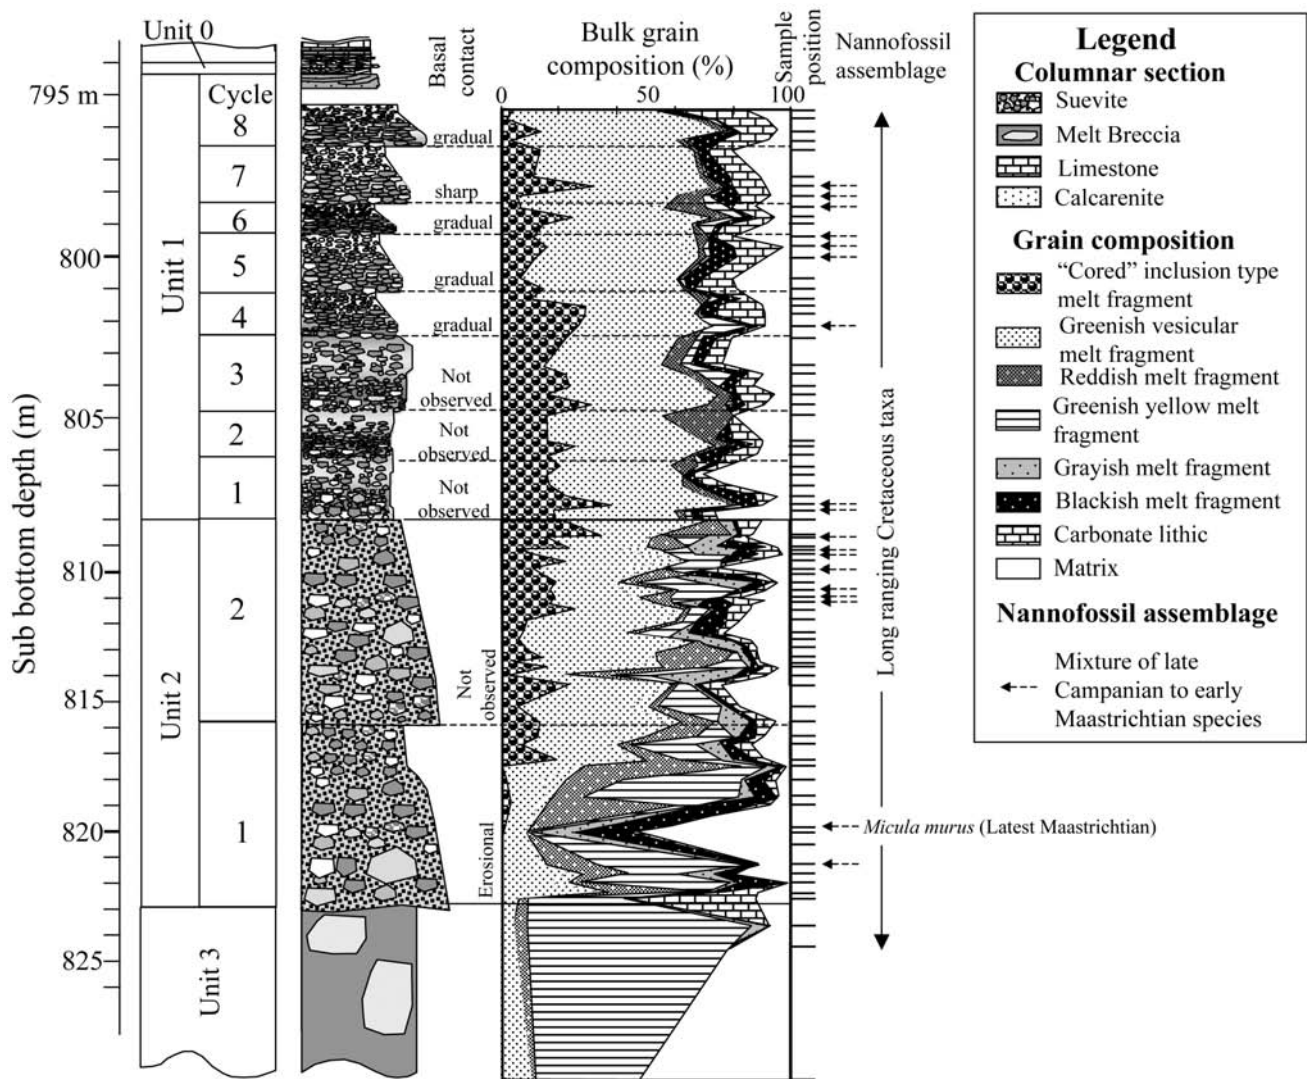 Unit 0
Basal
contact
Bulk grain
composition (%)
Sample
position
Nannofossil
assemblage
0
50
100
Sub bottom depth (m)
795 m
800
805
810
815
820
825
Unit 1
Cycle
8
7
6
5
4
3
2
1
Unit 2
2
1
Unit 3
gradual
sharp
gradual
gradual
gradual
Not
observed
Not
observed
Not
observed
Not
observed
Erosional
Long ranging Cretaceous taxa
Micula murus (Latest Maastrichtian)
Legend
Columnar section
Suevite
Melt Breccia
Limestone
Calcarenite
Grain composition
“Cored” inclusion type
melt fragment
Greenish vesicular
melt fragment
Reddish melt fragment
Greenish yellow melt
fragment
Grayish melt fragment
Blackish melt fragment
Carbonate lithic
Matrix
Nannofossil assemblage
Mixture of late
Campanian to early
Maastrichtian species